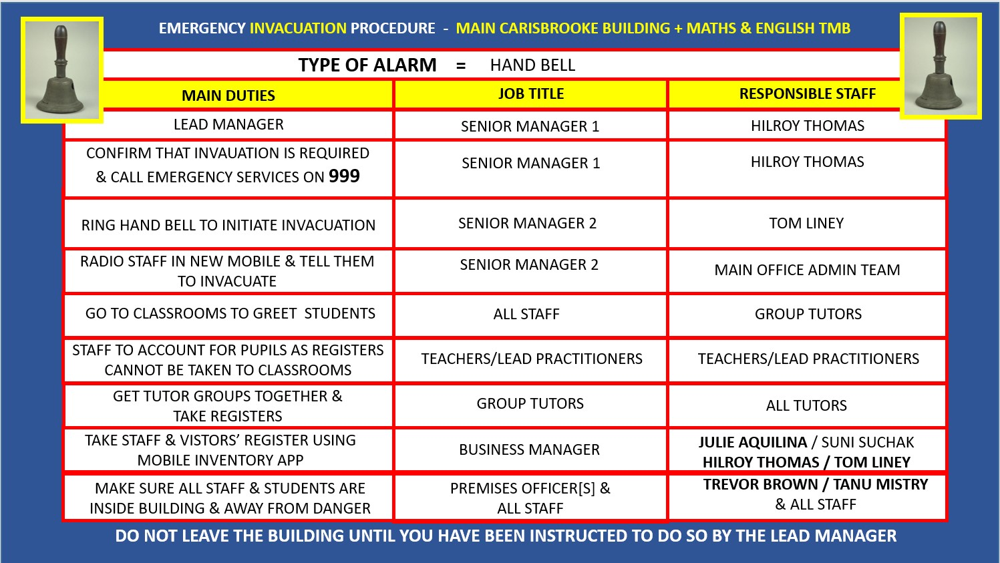 EMERGENCY INVACUATION PROCEDURE - MAIN CARISBROOKE BUILDING + MATHS & ENGLISH TMB
TYPE OF ALARM = HAND BELL
MAIN DUTIES
JOB TITLE
RESPONSIBLE STAFF
LEAD MANAGER
SENIOR MANAGER 1
HILROY THOMAS
CONFIRM THAT INVAUATION IS REQUIRED
& CALL EMERGENCY SERVICES ON 999
SENIOR MANAGER 1
HILROY THOMAS
RING HAND BELL TO INITIATE INVACUATION
SENIOR MANAGER 2
TOM LINEY
RADIO STAFF IN NEW MOBILE & TELL THEM
TO INVACUATE
SENIOR MANAGER 2
MAIN OFFICE ADMIN TEAM
GO TO CLASSROOMS TO GREET STUDENTS
ALL STAFF
GROUP TUTORS
STAFF TO ACCOUNT FOR PUPILS AS REGISTERS
CANNOT BE TAKEN TO CLASSROOMS
TEACHERS/LEAD PRACTITIONERS
TEACHERS/LEAD PRACTITIONERS
GET TUTOR GROUPS TOGETHER &
TAKE REGISTERS
GROUP TUTORS
ALL TUTORS
TAKE STAFF & VISTORS’ REGISTER USING
MOBILE INVENTORY APP
BUSINESS MANAGER
JULIE AQUILINA / SUNI SUCHAK
HILROY THOMAS / TOM LINEY
MAKE SURE ALL STAFF & STUDENTS ARE
INSIDE BUILDING & AWAY FROM DANGER
PREMISES OFFICER[S] &
ALL STAFF
TREVOR BROWN / TANU MISTRY
& ALL STAFF
DO NOT LEAVE THE BUILDING UNTIL YOU HAVE BEEN INSTRUCTED TO DO SO BY THE LEAD MANAGER